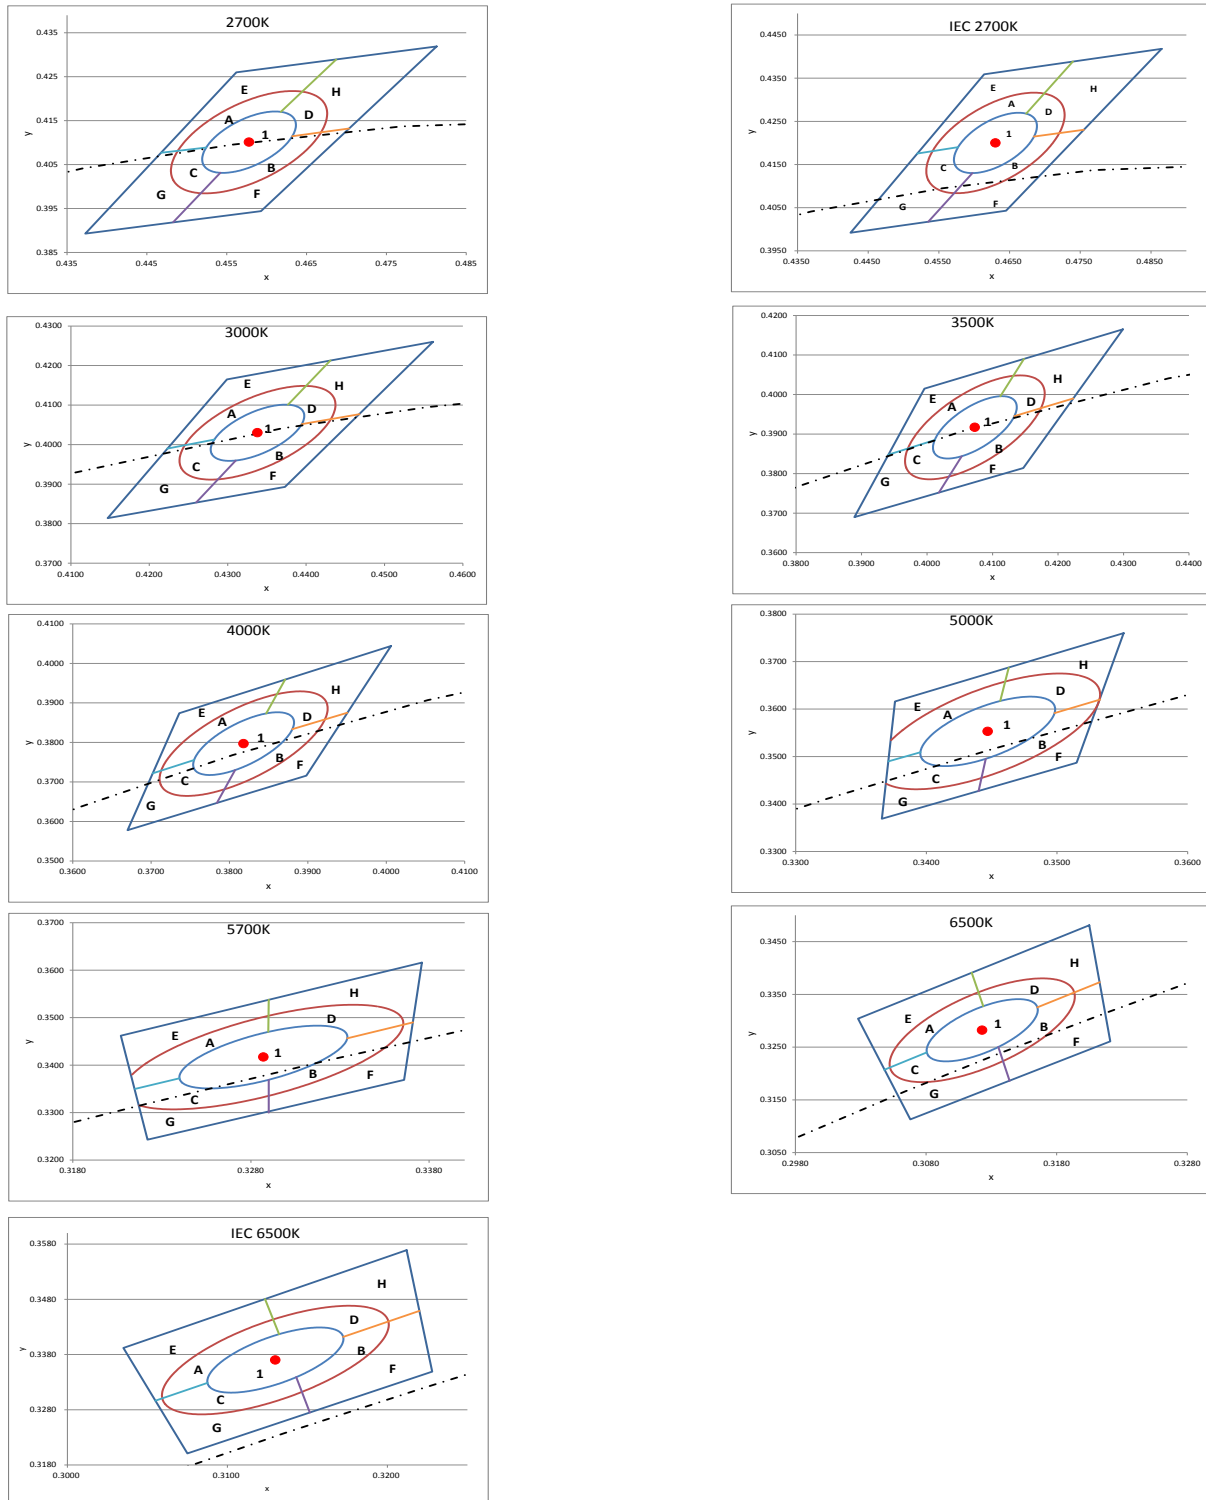 2700K
0.435
0.425
0.415
0.405
0.395
0.385
y
E
H
A
D
1
C
B
G
F
0.435 0.445 0.455 0.465 0.475 0.485
x
IEC 2700K
0.4450
0.4350
0.4250
0.4150
0.4050
0.3950
y
E
H
A
D
1
C
B
G
F
0.4350 0.4450 0.4550 0.4650 0.4750 0.4850
x
3000K
0.4300
0.4200
0.4100
0.4000
0.3900
0.3800
0.3700
y
E
H
A
D
1
B
C
F
G
0.4100 0.4200 0.4300 0.4400 0.4500 0.4600
x
3500K
0.4200
0.4100
0.4000
0.3900
0.3800
0.3700
0.3600
y
H
E
A
D
1
B
C
F
G
0.3800 0.3900 0.4000 0.4100 0.4200 0.4300 0.4400
x
4000K
0.4100
0.4000
0.3900
0.3800
0.3700
0.3600
0.3500
y
H
E
A
D
1
B
F
C
G
0.3600 0.3700 0.3800 0.3900 0.4000 0.4100
x
5000K
0.3800
0.3700
0.3600
0.3500
0.3400
0.3300
y
H
D
E
A
1
B
F
C
G
0.3300 0.3400 0.3500 0.3600
x
5700K
0.3700
0.3600
0.3500
0.3400
0.3300
0.3200
y
H
D
E
A
1
B
F
C
G
0.3180 0.3280 0.3380
x
6500K
0.3450
0.3350
0.3250
0.3150
0.3050
y
H
D
E
A
1
B
F
C
G
0.2980 0.3080 0.3180 0.3280
x
IEC 6500K
0.3580
0.3480
0.3380
0.3280
0.3180
y
H
D
E
B
A
1
F
C
G
0.3000 0.3100 0.3200
x